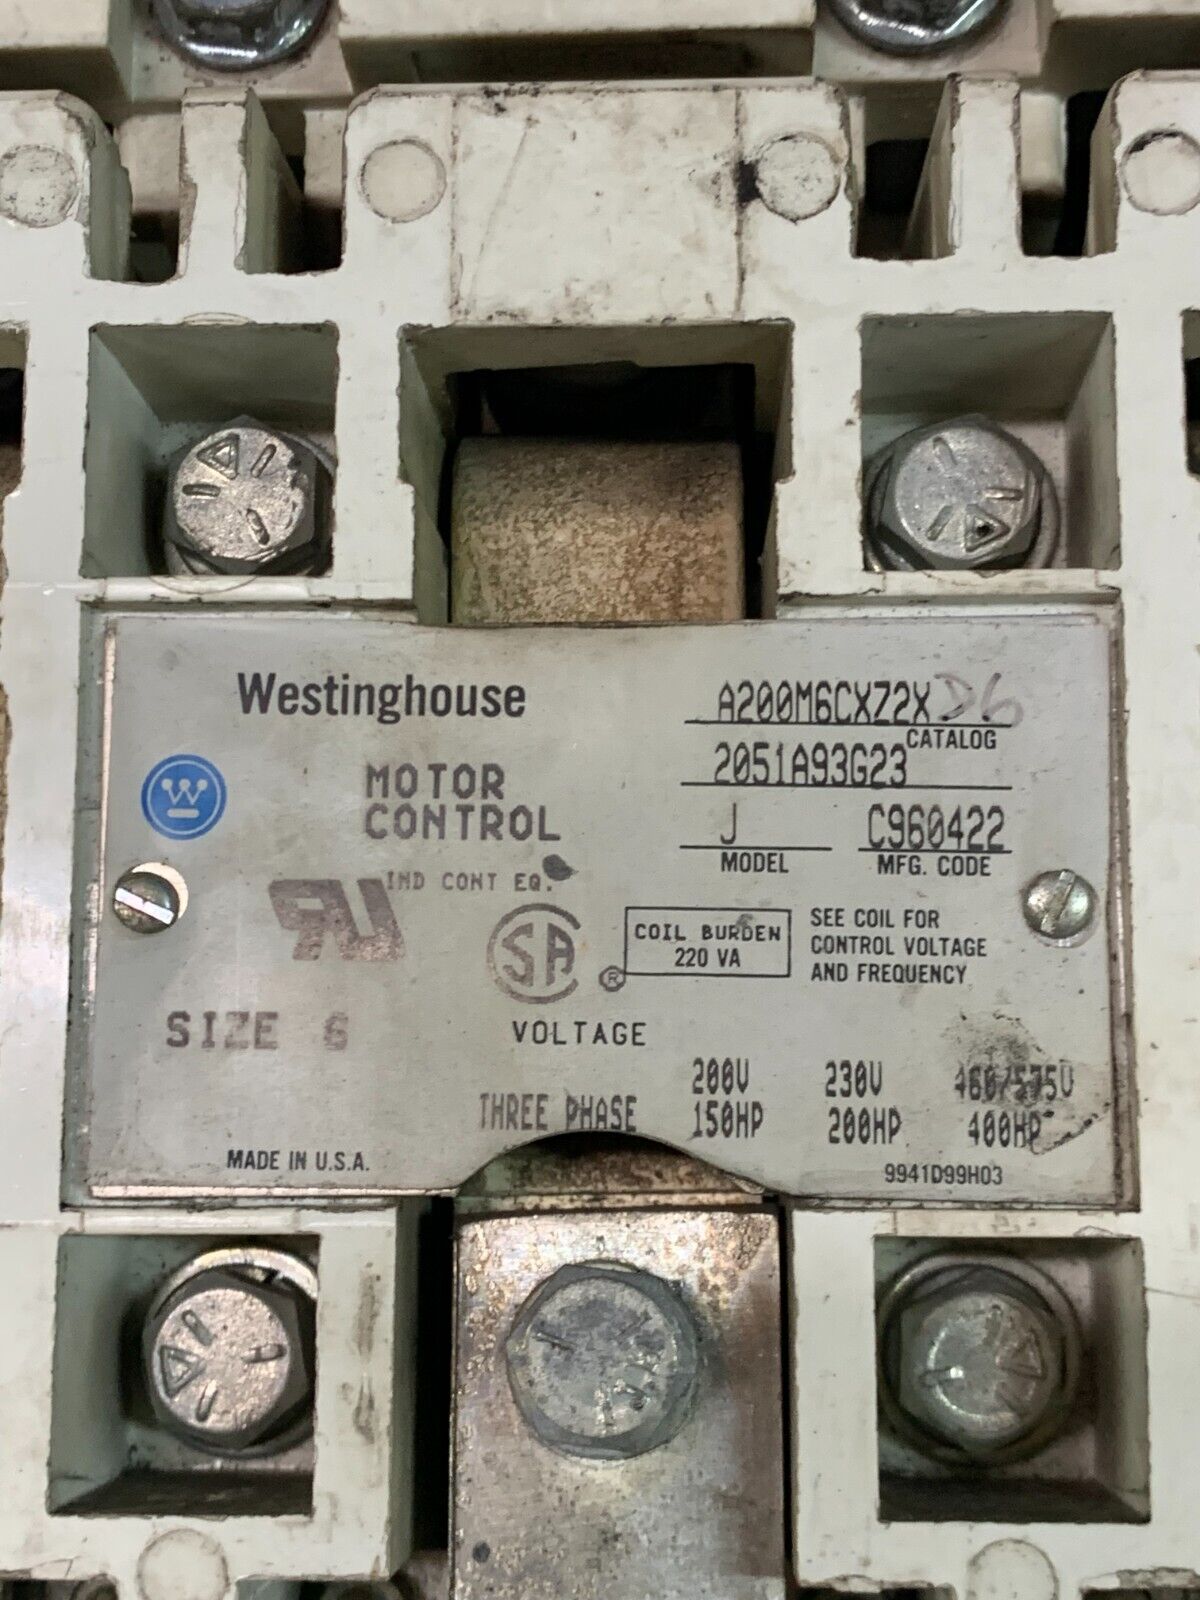 Westinghouse
A200M6CXZ2X D6
CATALOG
2051A93G23
MOTOR
CONTROL
J C960422
MODEL MFG. CODE
IND CONT EQ.
SA ®
COIL BURDEN
220 VA
SEE COIL FOR
CONTROL VOLTAGE
AND FREQUENCY
SIZE 6
VOLTAGE
200V 230V 460/575V
THREE PHASE 150HP 200HP 400HP
MADE IN U.S.A.
9941D99H03